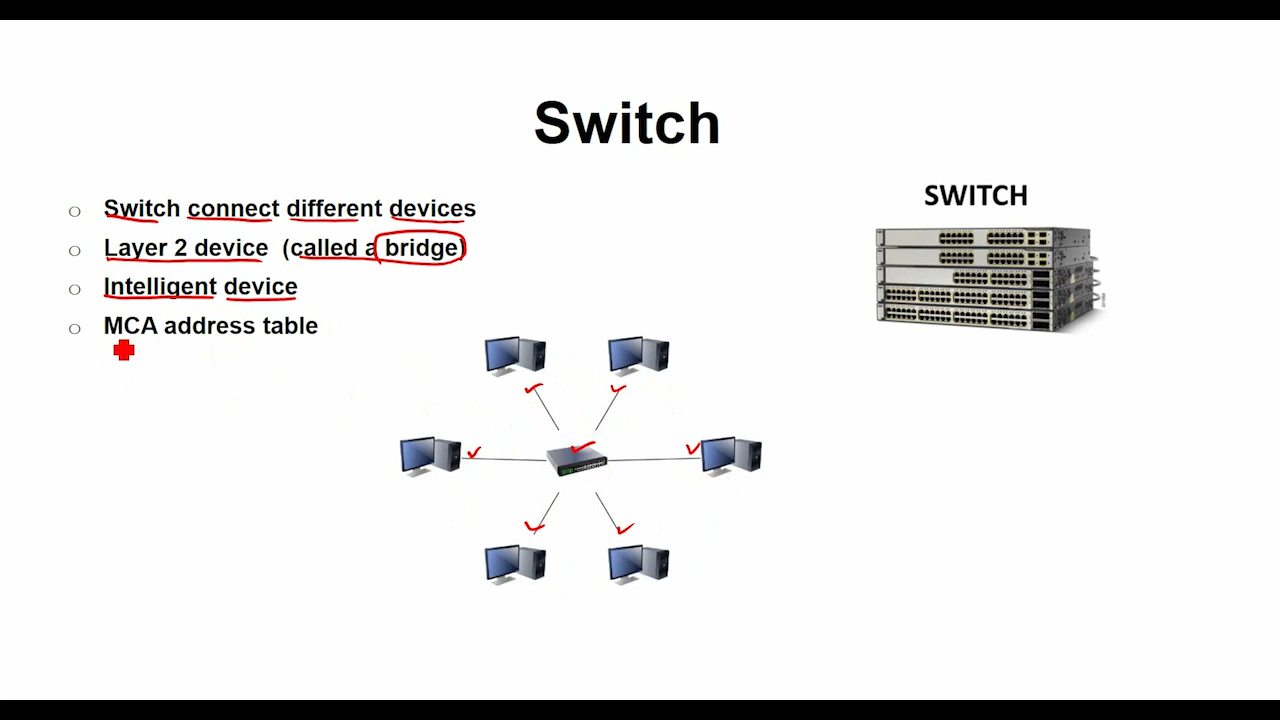 Switch
Switch connect different devices
Layer 2 device (called a bridge)
Intelligent device
MCA address table
SWITCH